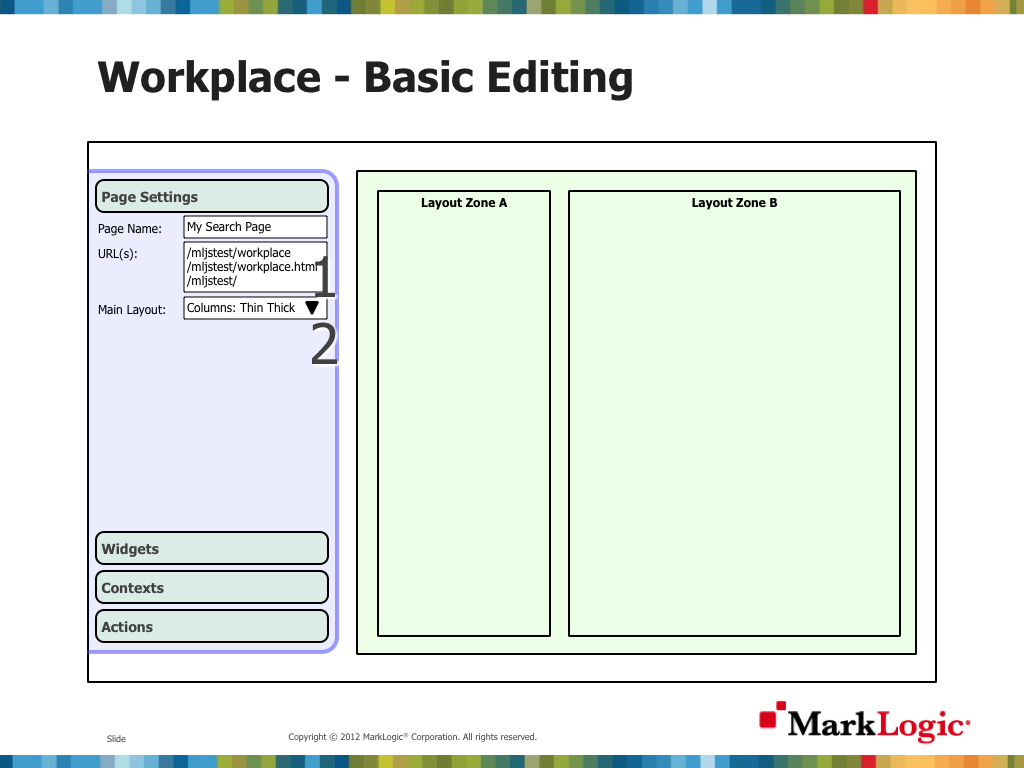 Workplace - Basic Editing
Page Settings
Page Name:
My Search Page
URL(s):
/mljstest/workplace
/mljstest/workplace.html
/mljstest/
1
Main Layout:
Columns: Thin Thick
2
Widgets
Contexts
Actions
Layout Zone A
Layout Zone B
Slide
Copyright © 2012 MarkLogic® Corporation. All rights reserved.
MarkLogic®